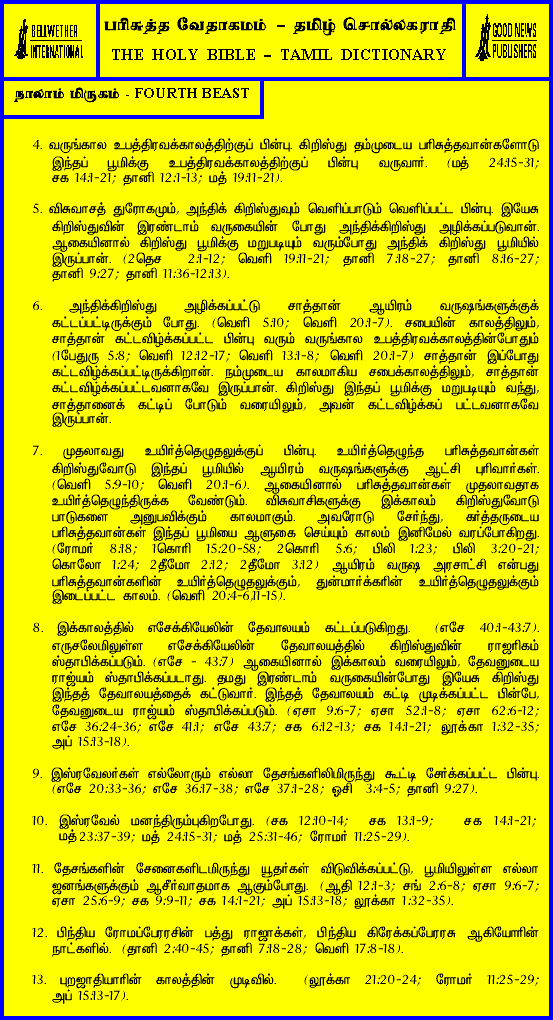 BELLWETHER INTERNATIONAL
பரிசுத்த வேதாகமம் – தமிழ் சொல்லகராதி
THE HOLY BIBLE – TAMIL DICTIONARY
GOOD NEWS PUBLISHERS
நாலாம் மிருகம் - FOURTH BEAST
4. வருங்கால உபத்திரவக்காலத்திற்குப் பின்பு. கிறிஸ்து தம்முடைய பரிசுத்தவான்களோடு
இந்தப் பூமிக்கு உபத்திரவக்காலத்திற்குப் பின்பு வருவார். (மத் 24:15-31;
சக 14:1-21; தானி 12:1-13; மத் 19:11-21).
5. விசுவாசத் துரோகமும், அந்திக் கிறிஸ்துவும் வெளிப்பாடும் வெளிப்பட்ட பின்பு. இயேசு
கிறிஸ்துவின் இரண்டாம் வருகையின் போது அந்திக்கிறிஸ்து அழிக்கப்படுவான்.
ஆகையினால் கிறிஸ்து பூமிக்கு மறுபடியும் வரும்போது அந்திக் கிறிஸ்து பூமியில்
இருப்பான். (2தெச 2:1-12; வெளி 19:11-21; தானி 7:18-27; தானி 8:16-27;
தானி 9:27; தானி 11:36-12:13).
6. அந்திக்கிறிஸ்து அழிக்கப்பட்டு சாத்தான் ஆயிரம் வருஷங்களுக்குக்
கட்டப்பட்டிருக்கும் போது. (வெளி 5:10; வெளி 20:1-7). சபையின் காலத்திலும்,
சாத்தான் கட்டவிழ்க்கப்பட்ட பின்பு வரும் வருங்கால உபத்திரவக்காலத்தின்போதும்
(1பேதுரு 5:8; வெளி 12:12-17; வெளி 13:1-8; வெளி 20:1-7) சாத்தான் இப்போது
கட்டவிழ்க்கப்பட்டிருக்கிறான். நம்முடைய காலமாகிய சபைக்காலத்திலும், சாத்தான்
கட்டவிழ்க்கப்பட்டவனாகவே இருப்பான். கிறிஸ்து இந்தப் பூமிக்கு மறுபடியும் வந்து,
சாத்தானைக் கட்டிப் போடும் வரையிலும், அவன் கட்டவிழ்க்கப் பட்டவனாகவே
இருப்பான்.
7. முதலாவது உயிர்த்தெழுதலுக்குப் பின்பு. உயிர்த்தெழுந்த பரிசுத்தவான்கள்
கிறிஸ்துவோடு இந்தப் பூமியில் ஆயிரம் வருஷங்களுக்கு ஆட்சி புரிவார்கள்.
(வெளி 5:9-10; வெளி 20:1-6). ஆகையினால் பரிசுத்தவான்கள் முதலாவதாக
உயிர்த்தெழுந்திருக்க வேண்டும். விசுவாசிகளுக்கு இக்காலம் கிறிஸ்துவோடு
பாடுகளை அனுபவிக்கும் காலமாகும். அவரோடு சேர்ந்து, கர்த்தருடைய
பரிசுத்தவான்கள் இந்தப் பூமியை ஆளுகை செய்யும் காலம் இனிமேல் வரப்போகிறது.
(ரோமர் 8:18; 1கொரி 15:20-58; 2கொரி 5:6; பிலி 1:23; பிலி 3:20-21;
கொலோ 1:24; 2தீமோ 2:12; 2தீமோ 3:12) ஆயிரம் வருஷ அரசாட்சி என்பது
பரிசுத்தவான்களின் உயிர்த்தெழுதலுக்கும், துன்மார்க்கரின் உயிர்த்தெழுதலுக்கும்
இடைப்பட்ட காலம். (வெளி 20:4-6,11-15).
8. இக்காலத்தில் எசேக்கியேலின் தேவாலயம் கட்டப்படுகிறது. (எசே 40:1-43:7).
எருசலேமிலுள்ள எசேக்கியேலின் தேவாலயத்தில் கிறிஸ்துவின் ராஜரிகம்
ஸ்தாபிக்கப்படும். (எசே - 43:7) ஆகையினால் இக்காலம் வரையிலும், தேவனுடைய
ராஜ்யம் ஸ்தாபிக்கப்படாது. தமது இரண்டாம் வருகையின்போது இயேசு கிறிஸ்து
இந்தத் தேவாலயத்தைக் கட்டுவார். இந்தத் தேவாலயம் கட்டி முடிக்கப்பட்ட பின்பே,
தேவனுடைய ராஜ்யம் ஸ்தாபிக்கப்படும். (ஏசா 9:6-7; ஏசா 52:1-8; ஏசா 62:6-12;
எசே 36:24-36; எசே 41:1; எசே 43:7; சக 6:12-13; சக 14:1-21; லூக்கா 1:32-35;
அப் 15:13-18).
9. இஸ்ரவேலர்கள் எல்லோரும் எல்லா தேசங்களிலிமிருந்து கூட்டி சேர்க்கப்பட்ட பின்பு.
(எசே 20:33-36; எசே 36:17-38; எசே 37:1-28; ஓசி 3:4-5; தானி 9:27).
10. இஸ்ரவேல் மனந்திரும்புகிறபோது. (சக 12:10-14; சக 13:1-9; சக 14:1-21;
மத் 23:37-39; மத் 24:15-31; மத் 25:31-46; ரோமர் 11:25-29).
11. தேசங்களின் சேனைகளிடமிருந்து யூதர்கள் விடுவிக்கப்பட்டு, பூமியிலுள்ள எல்லா
ஜனங்களுக்கும் ஆசீர்வாதமாக ஆகும்போது. (ஆதி 12:1-3; சங் 2:6-8; ஏசா 9:6-7;
ஏசா 25:6-9; சக 9:9-11; சக 14:1-21; அப் 15:13-18; லூக்கா 1:32-35).
12. பிந்திய ரோமப்பேரரசின் பத்து ராஜாக்கள், பிந்திய கிரேக்கப்பேரரசு ஆகியோரின்
நாட்களில். (தானி 2:40-45; தானி 7:18-28; வெளி 17:8-18).
13. புறஜாதியாரின் காலத்தின் முடிவில். (லூக்கா 21:20-24; ரோமர் 11:25-29;
அப் 15:13-17).